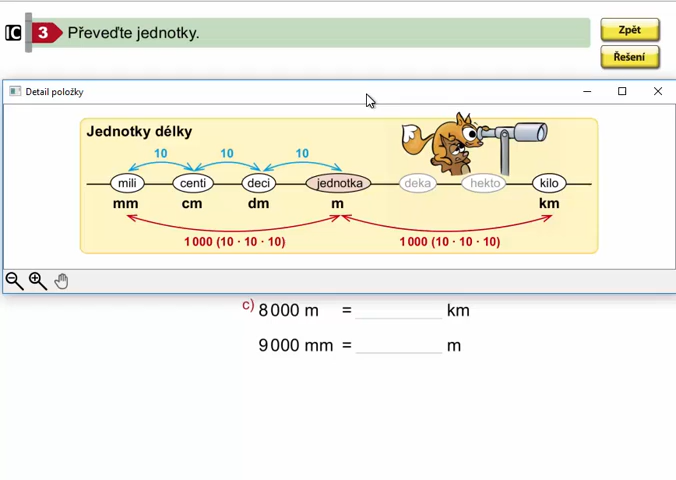 3 Převeďte jednotky.
Zpět
Řešení
Detail položky
Jednotky délky
10 10 10
mili centi deci jednotka deka hekto kilo
mm cm dm m km
1 000 (10 · 10 · 10) 1 000 (10 · 10 · 10)
c) 8 000 m = km
9 000 mm = m